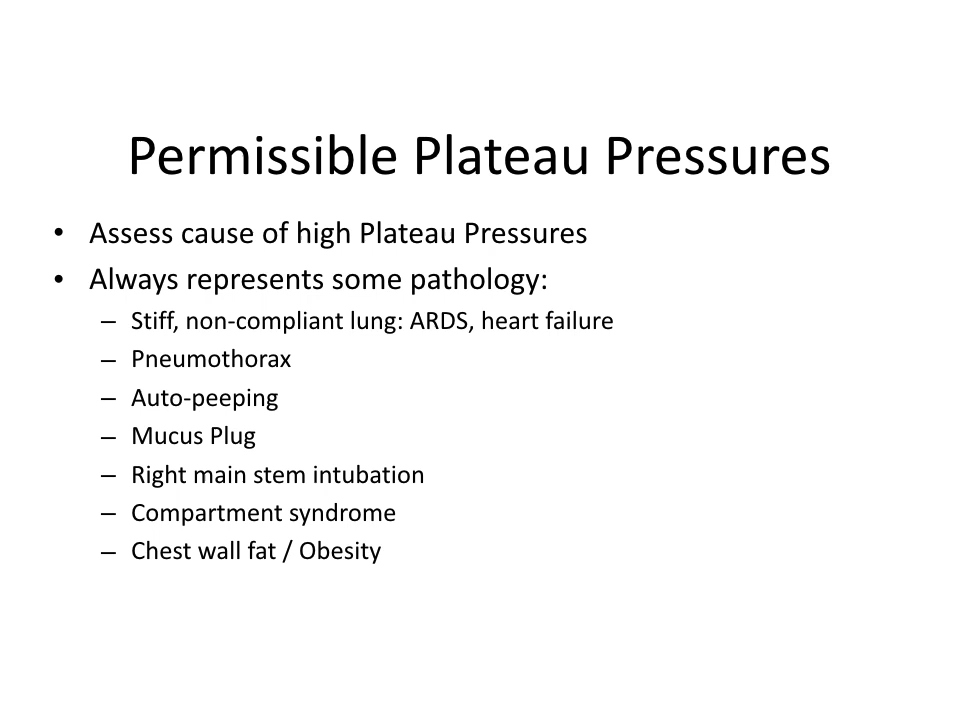 Permissible Plateau Pressures
• Assess cause of high Plateau Pressures
• Always represents some pathology:
– Stiff, non-compliant lung: ARDS, heart failure
– Pneumothorax
– Auto-peeping
– Mucus Plug
– Right main stem intubation
– Compartment syndrome
– Chest wall fat / Obesity